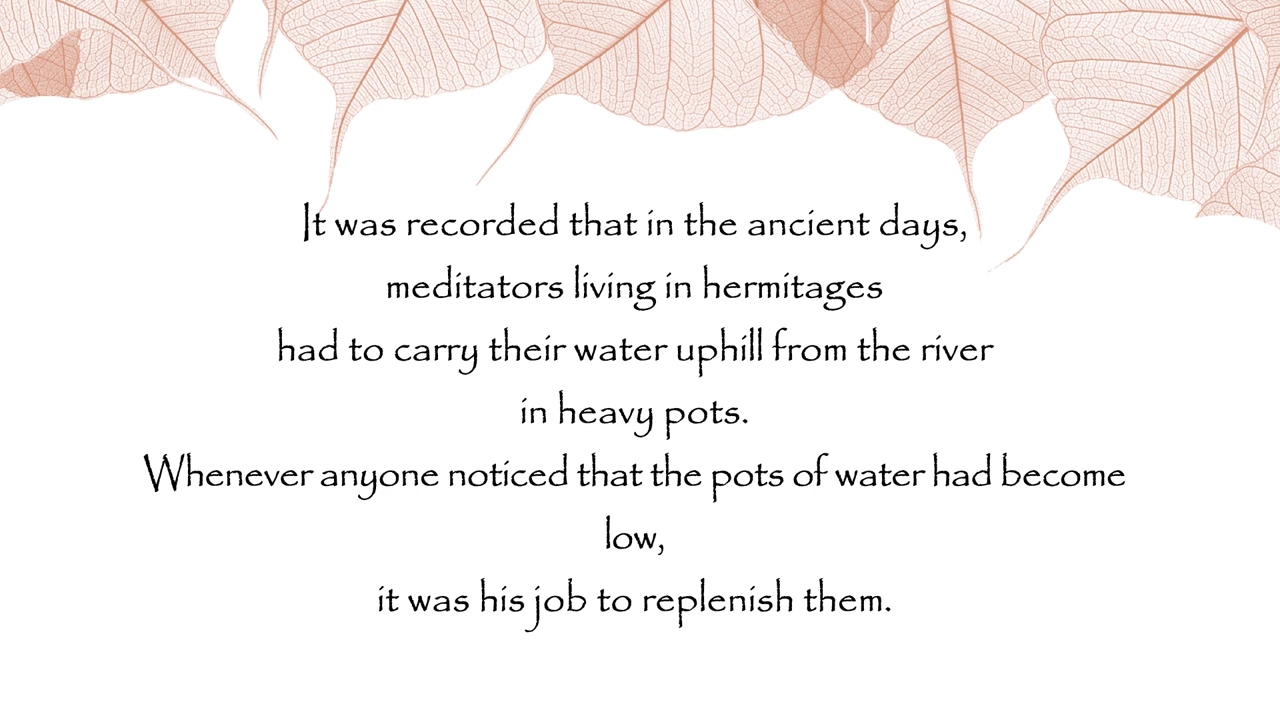 It was recorded that in the ancient days,
meditators living in hermitages
had to carry their water uphill from the river
in heavy pots.
Whenever anyone noticed that the pots of water had become
low,
it was his job to replenish them.